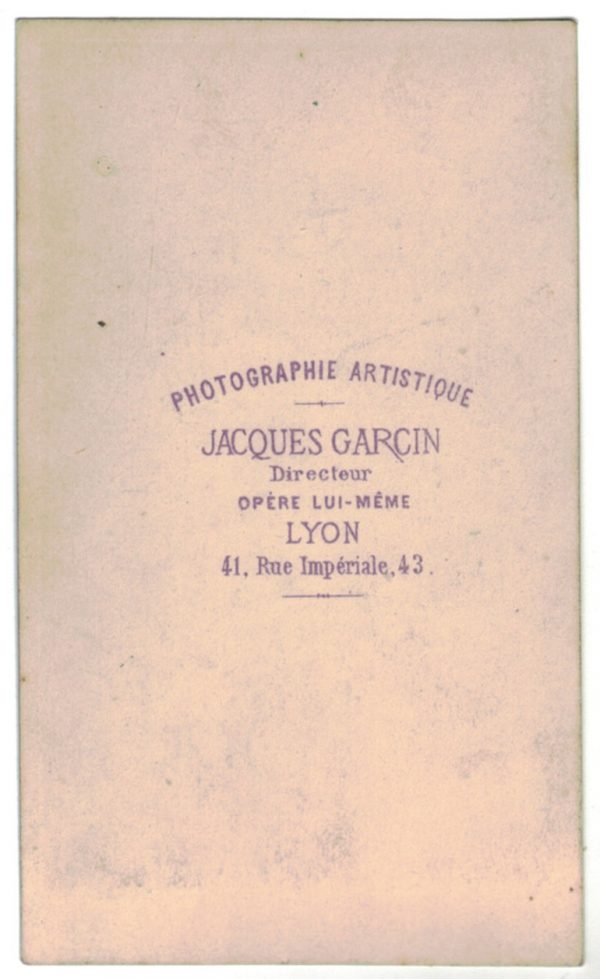 PHOTOGRAPHIE ARTISTIQUE
JACQUES GARCIN
Directeur
OPÈRE LUI-MÊME
LYON
41, Rue Impériale, 43.